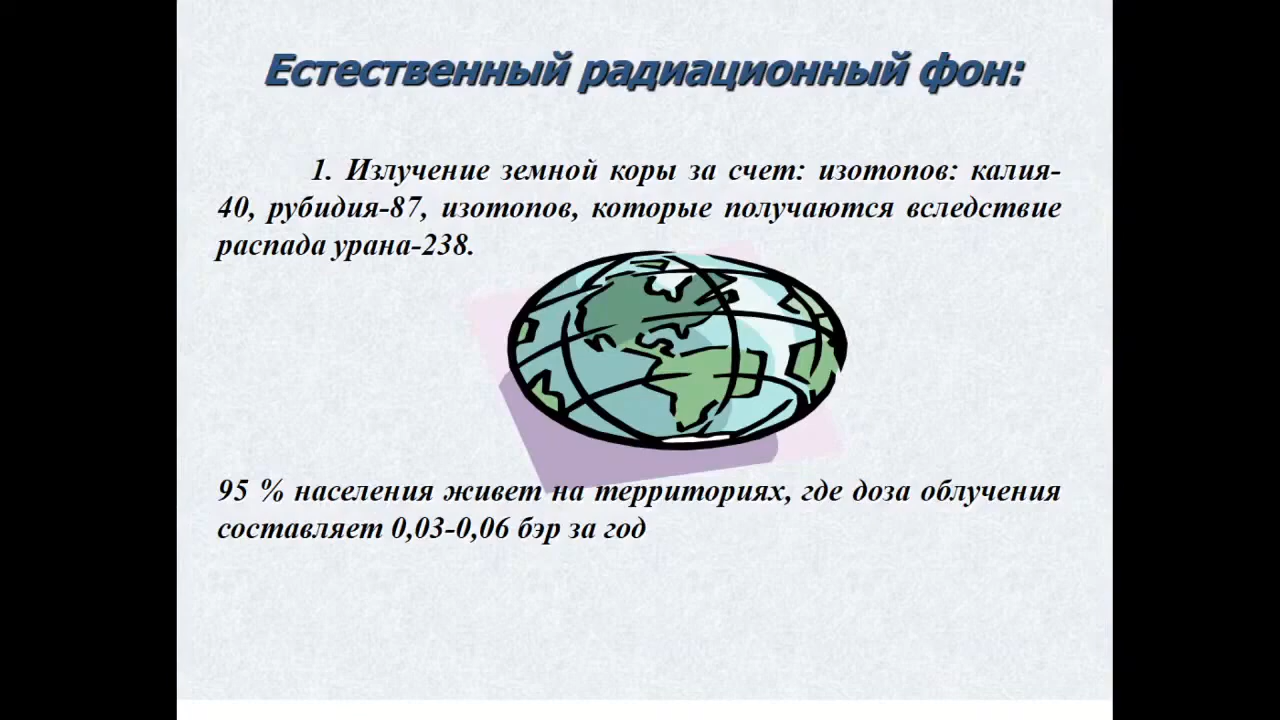 Естественный радиационный фон:
1. Излучение земной коры за счет: изотопов: калия-
40, рубидия-87, изотопов, которые получаются вследствие
распада урана-238.
95 % населения живет на территориях, где доза облучения
составляет 0,03-0,06 бэр за год